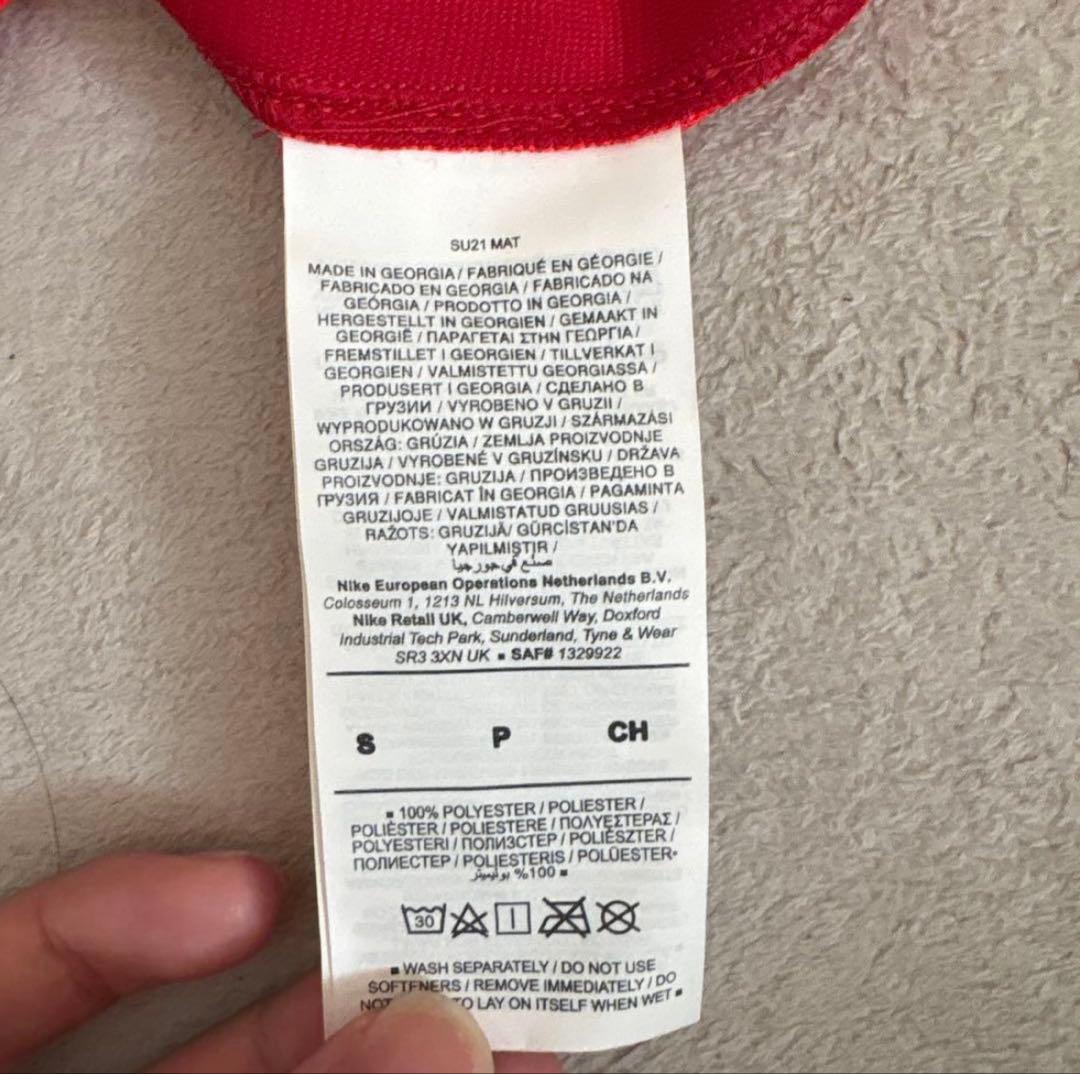 SU21 MAT
MADE IN GEORGIA / FABRIQUÉ EN GÉORGIE /
FABRICADO EN GEORGIA / FABRICADO NA
GEÓRGIA / PRODOTTO IN GEORGIA /
HERGESTELLT IN GEORGIEN / GEMAAKT IN
GEORGIË / ΠΑΡΑΓΕΤΑΙ ΣΤΗΝ ΓΕΩΡΓΙΑ /
FREMSTILLET I GEORGIEN / TILLVERKAT I
GEORGIEN / VALMISTETTU GEORGIASSA /
PRODUSERT I GEORGIA / СДЕЛАНО В
ГРУЗИИ / VYROBENO V GRUZII /
WYPRODUKOWANO W GRUZJI / SZÁRMAZÁSI
ORSZÁG: GRÚZIA / ZEMLJA PROIZVODNJE
GRUZIJA / VYROBENÉ V GRUZÍNSKU / DRŽAVA
PROIZVODNJE: GRUZIJA / ПРОИЗВЕДЕНО В
ГРУЗИЯ / FABRICAT ÎN GEORGIA / PAGAMINTA
GRUZIJOJE / VALMISTATUD GRUUSIAS /
RAŽOTS: GRUZIJĀ/ GÜRCİSTAN'DA
YAPILMIŞTIR /
صنع في جورجيا
Nike European Operations Netherlands B.V.
Colosseum 1, 1213 NL Hilversum, The Netherlands
Nike Retail UK, Camberwell Way, Doxford
Industrial Tech Park, Sunderland, Tyne & Wear
SR3 3XN UK ▪ SAF# 1329922
S P CH
▪ 100% POLYESTER / POLIESTER /
POLIÉSTER / POLIESTERE / ΠΟΛΥΕΣΤΕΡΑΣ /
POLYESTERI / ПОЛИЭСТЕР / POLIÉSZTER /
ПОЛИЕСТЕР / POLIESTERIS / POLÜESTER▪
%100 بوليستر ▪
30
▪ WASH SEPARATELY / DO NOT USE
SOFTENERS / REMOVE IMMEDIATELY / DO
NOT TO LAY ON ITSELF WHEN WET ▪